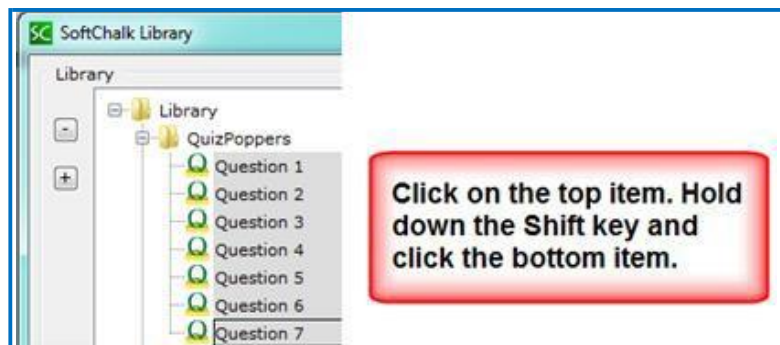 SC SoftChalk Library
Library
- Library
+ QuizPoppers
Question 1
Question 2
Question 3
Question 4
Question 5
Question 6
Question 7
Click on the top item. Hold
down the Shift key and
click the bottom item.